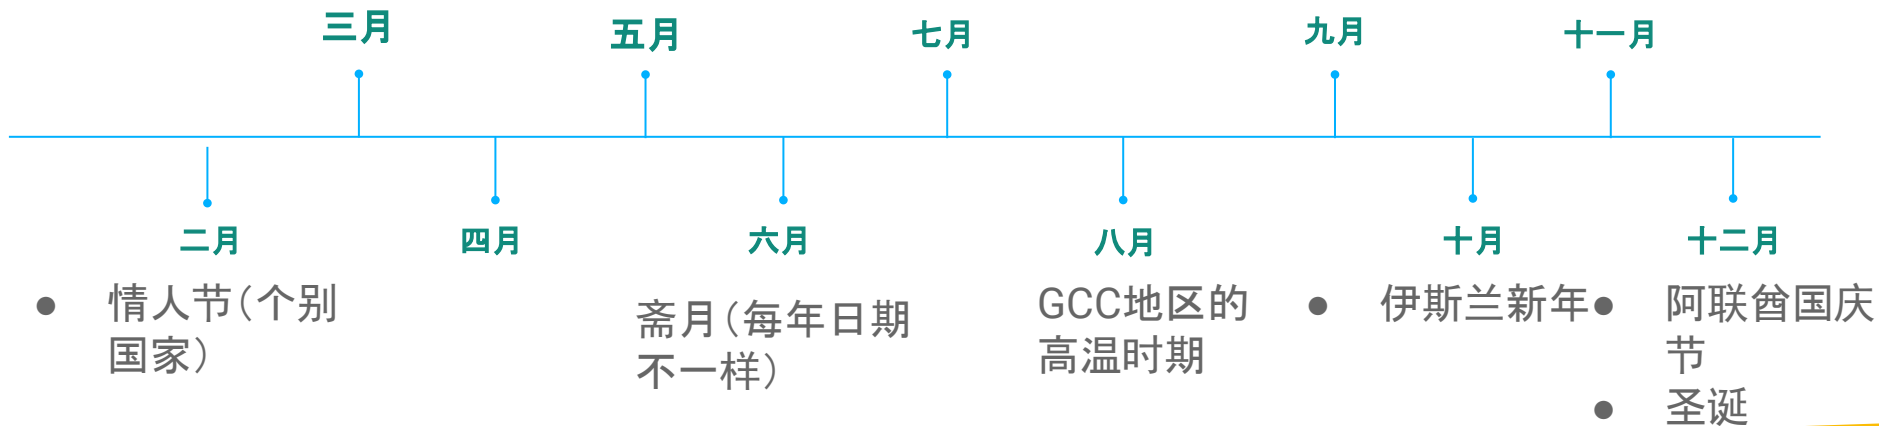 三月
五月
七月
九月
十一月
二月
四月
六月
八月
十月
十二月
● 情人节（个别
国家）
斋月（每年日期
不一样）
GCC地区的
高温时期
● 伊斯兰新年
● 阿联酋国庆
节
● 圣诞